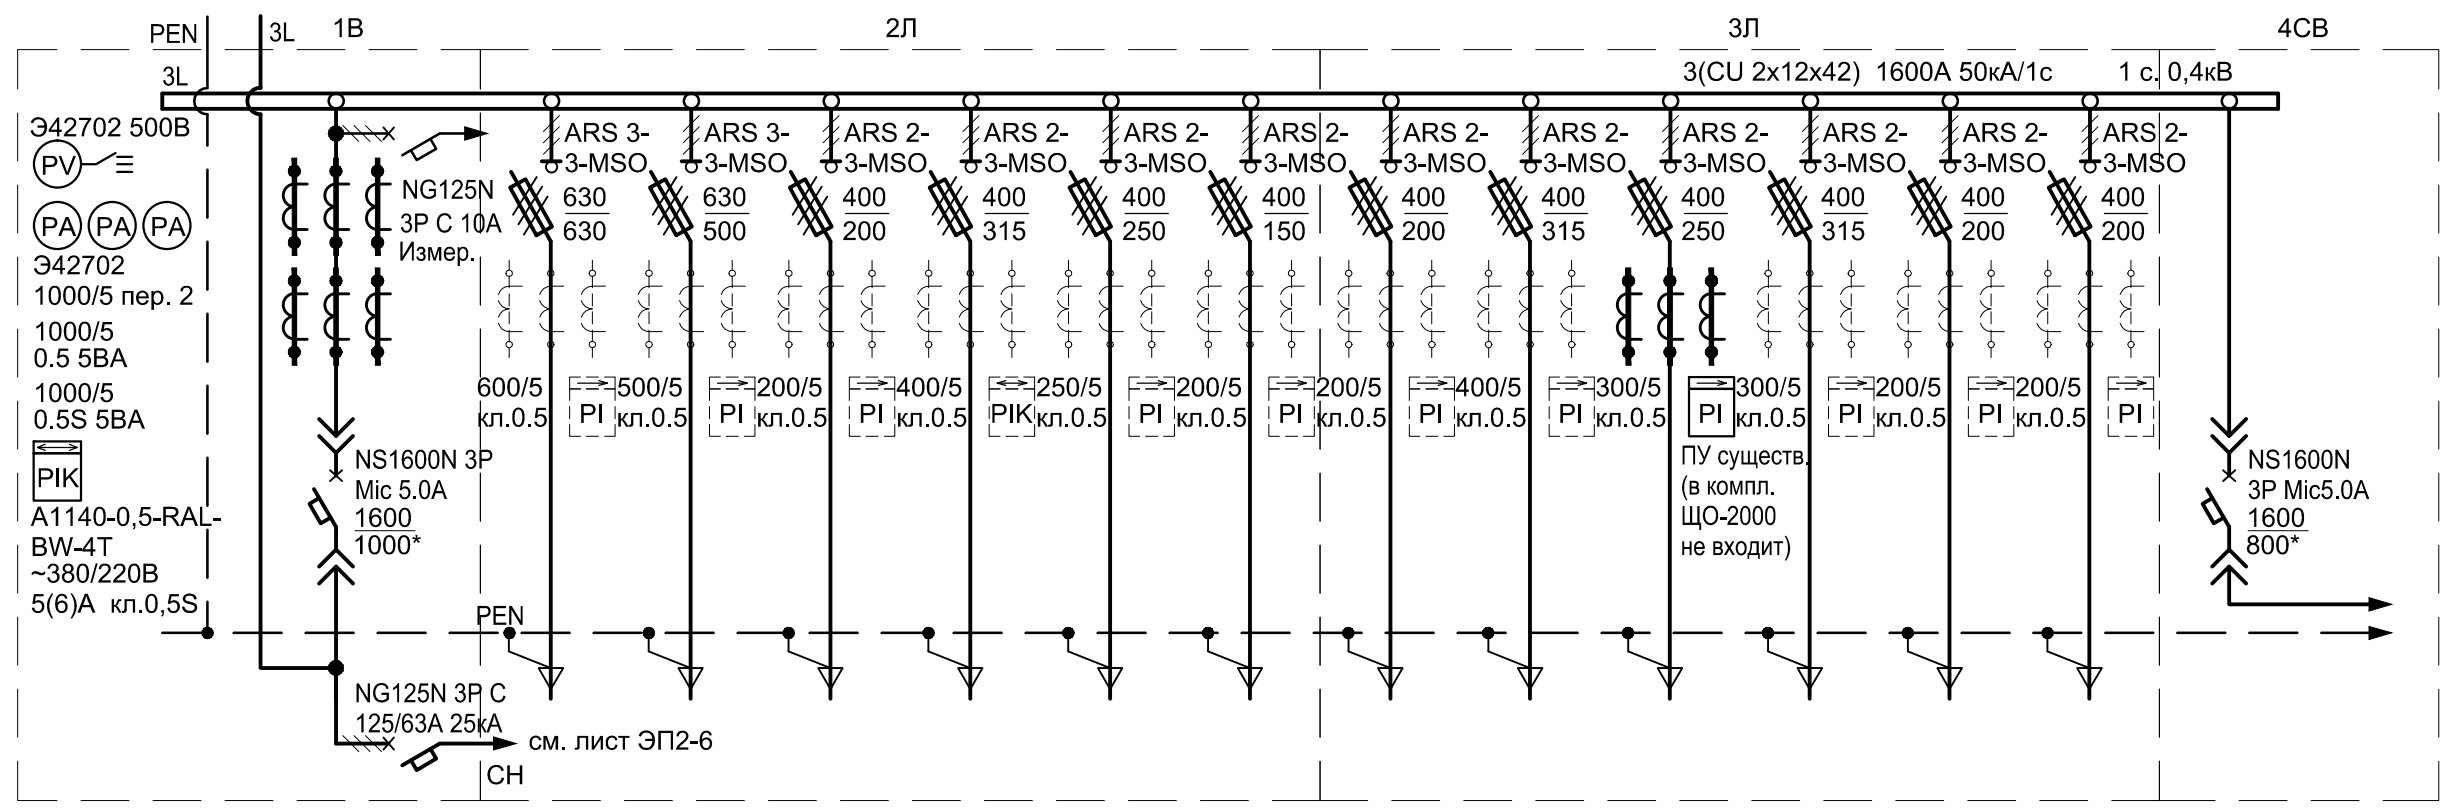 PEN
3L
1В
2Л
3Л
4СВ
3L
3(CU 2x12x42) 1600А 50кА/1с
1 с. 0,4кВ
Э42702 500В
PV
PA PA PA
Э42702
1000/5 пер. 2
1000/5
0.5 5ВА
1000/5
0.5S 5ВА
PIK
A1140-0,5-RAL-
BW-4T
~380/220В
5(6)А кл.0,5S
NG125N
3P C 10A
Измер.
NS1600N 3P
Mic 5.0A
1600
1000*
NG125N 3P C
125/63А 25кА
см. лист ЭП2-6
СН
PEN
ARS 3-
3-MSO
630
630
600/5
кл.0.5
PI
ARS 3-
3-MSO
630
500
500/5
кл.0.5
PI
ARS 2-
3-MSO
400
200
200/5
кл.0.5
PI
ARS 2-
3-MSO
400
315
400/5
кл.0.5
PIK
ARS 2-
3-MSO
400
250
250/5
кл.0.5
PI
ARS 2-
3-MSO
400
150
200/5
кл.0.5
PI
ARS 2-
3-MSO
400
200
200/5
кл.0.5
PI
ARS 2-
3-MSO
400
315
400/5
кл.0.5
PI
ARS 2-
3-MSO
400
250
300/5
кл.0.5
PI
ПУ существ.
(в компл.
ЩО-2000
не входит)
ARS 2-
3-MSO
400
315
300/5
кл.0.5
PI
ARS 2-
3-MSO
400
200
200/5
кл.0.5
PI
ARS 2-
3-MSO
400
200
200/5
кл.0.5
PI
NS1600N
3P Mic5.0A
1600
800*